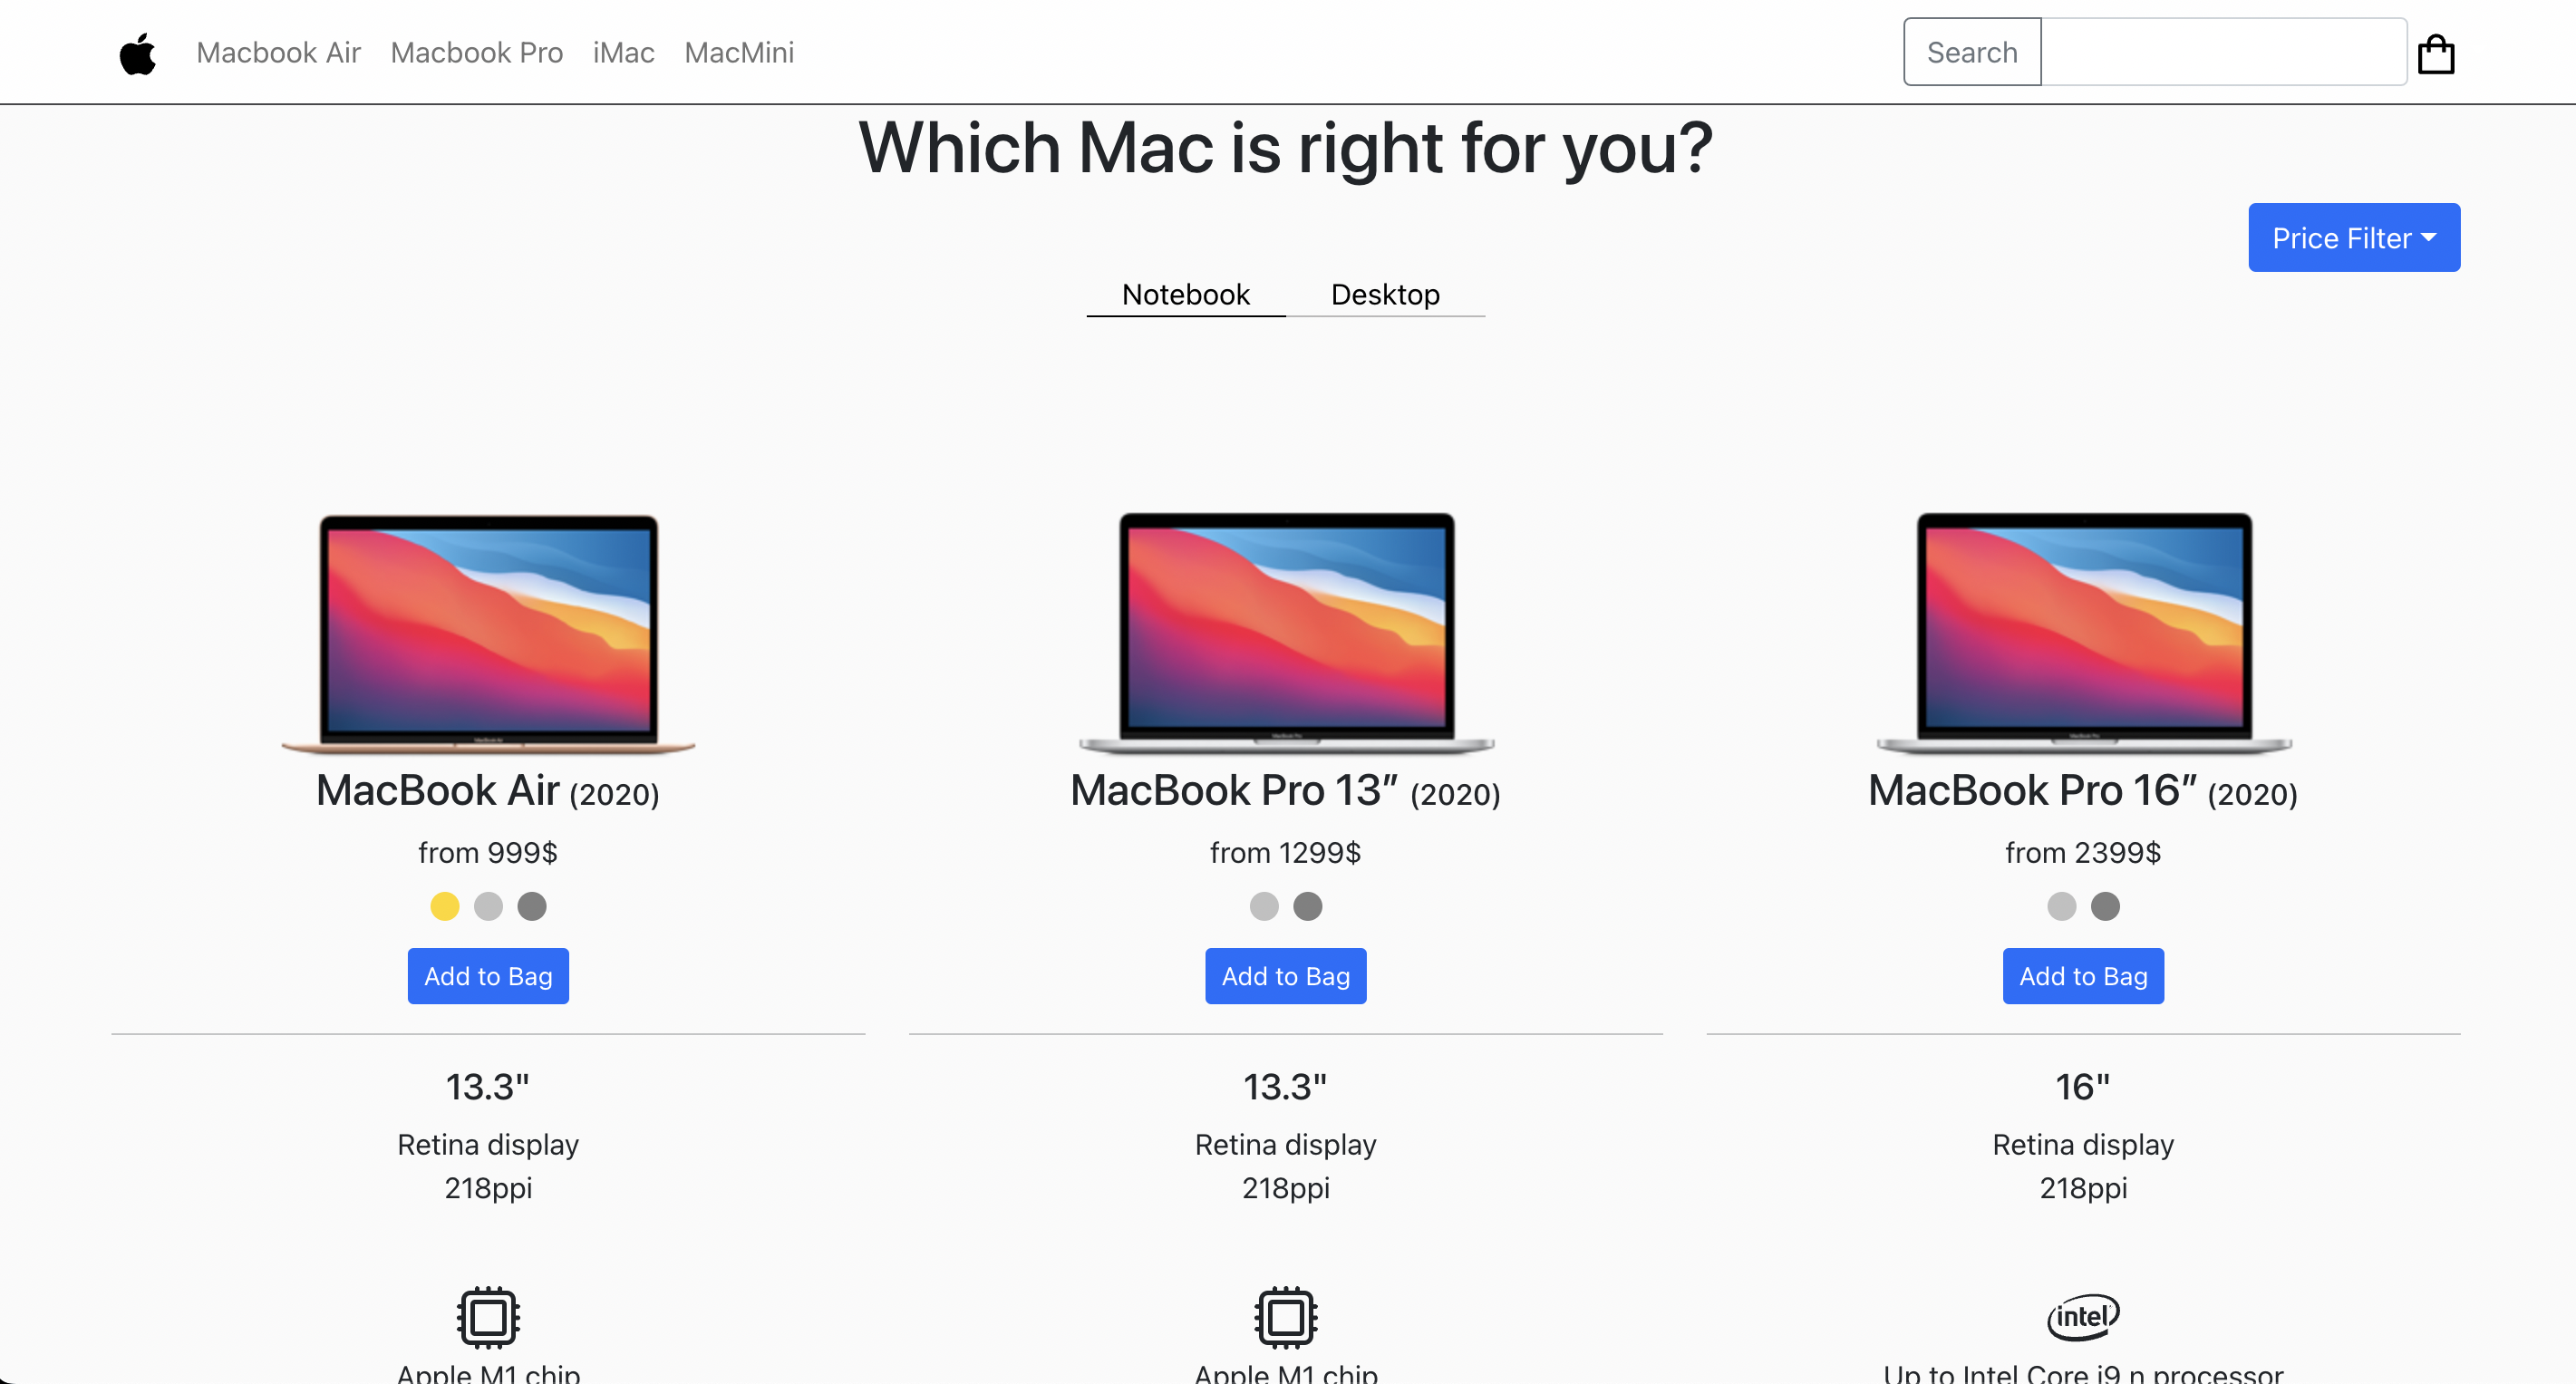 Macbook Air Macbook Pro iMac MacMini Search
Which Mac is right for you?
Price Filter
Notebook Desktop
MacBook Air (2020)
from 999$
Add to Bag
13.3"
Retina display
218ppi
Apple M1 chip
MacBook Pro 13” (2020)
from 1299$
Add to Bag
13.3"
Retina display
218ppi
Apple M1 chip
MacBook Pro 16” (2020)
from 2399$
Add to Bag
16"
Retina display
218ppi
intel
Up to Intel Core i9 n processor